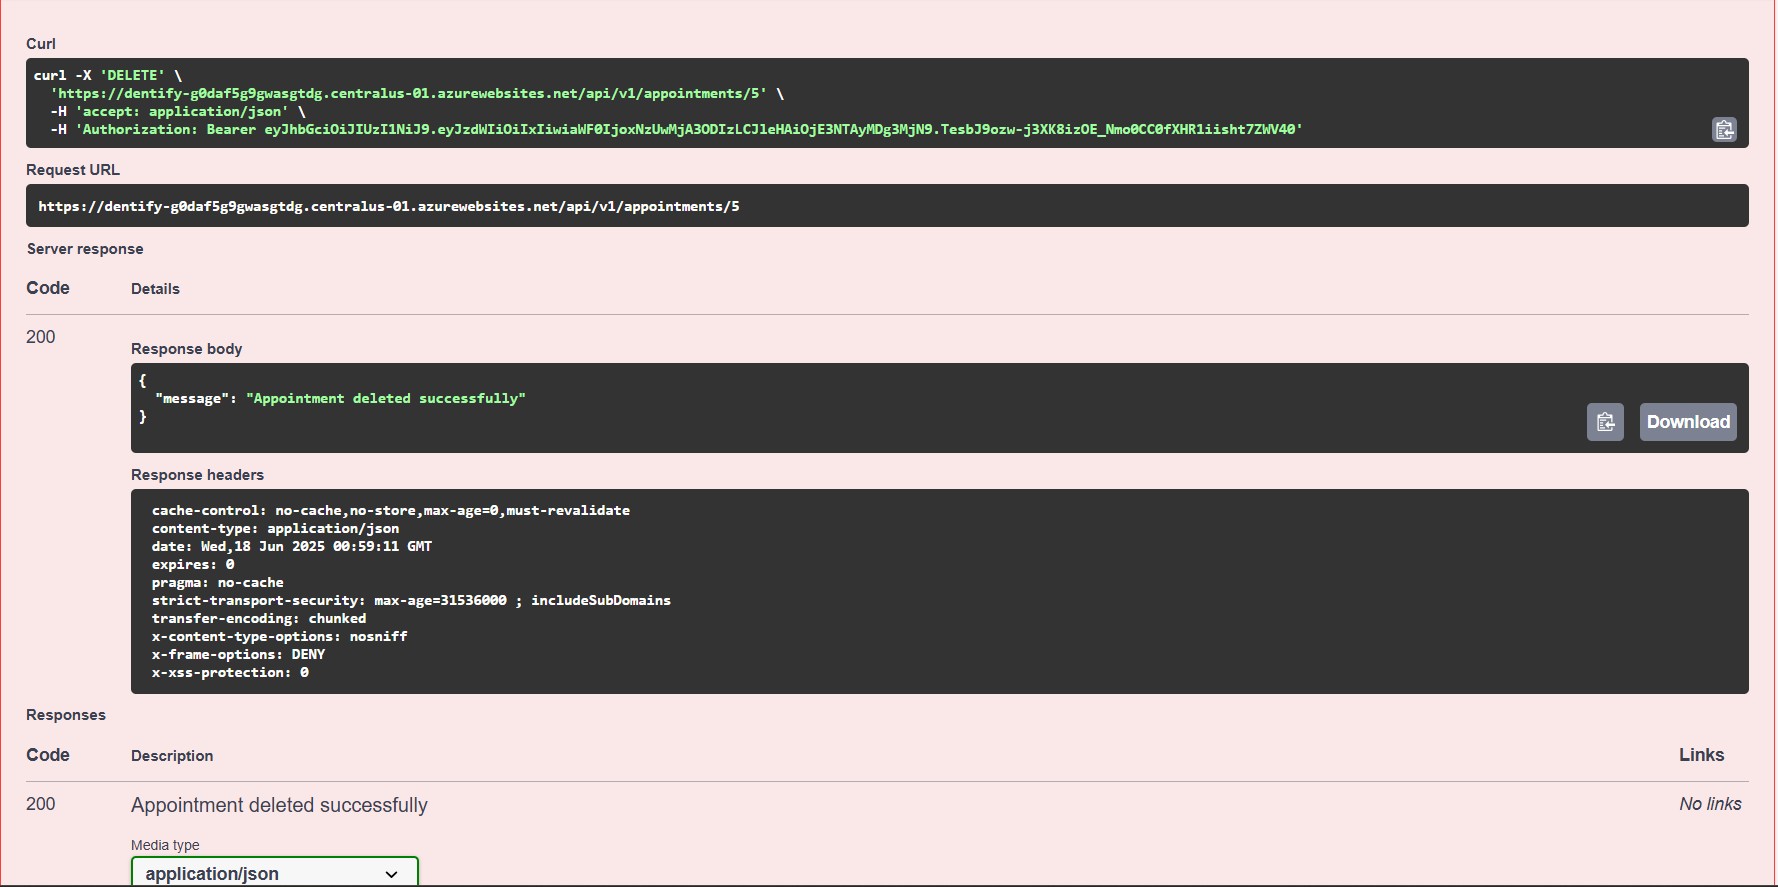 Curl
curl -X 'DELETE' \
'https://dentify-g0daf5g9gwasgtdg.centralus-01.azurewebsites.net/api/v1/appointments/5' \
-H 'accept: application/json' \
-H 'Authorization: Bearer eyJhbGciOiJIUzI1NiJ9.eyJzdWIiOiIxIiwiaWF0IjoxNzUwMjA3ODIzLCJleHAiOjE3NTAyMDg3MjN9.TesbJ9ozw-j3XK8izOE_Nmo0CC0fXHR1iisht7ZWV40'
Request URL
https://dentify-g0daf5g9gwasgtdg.centralus-01.azurewebsites.net/api/v1/appointments/5
Server response
Code Details
200
Response body
{
"message": "Appointment deleted successfully"
}
Download
Response headers
cache-control: no-cache,no-store,max-age=0,must-revalidate
content-type: application/json
date: Wed,18 Jun 2025 00:59:11 GMT
expires: 0
pragma: no-cache
strict-transport-security: max-age=31536000 ; includeSubDomains
transfer-encoding: chunked
x-content-type-options: nosniff
x-frame-options: DENY
x-xss-protection: 0
Responses
Code Description Links
200 Appointment deleted successfully No links
Media type
application/json